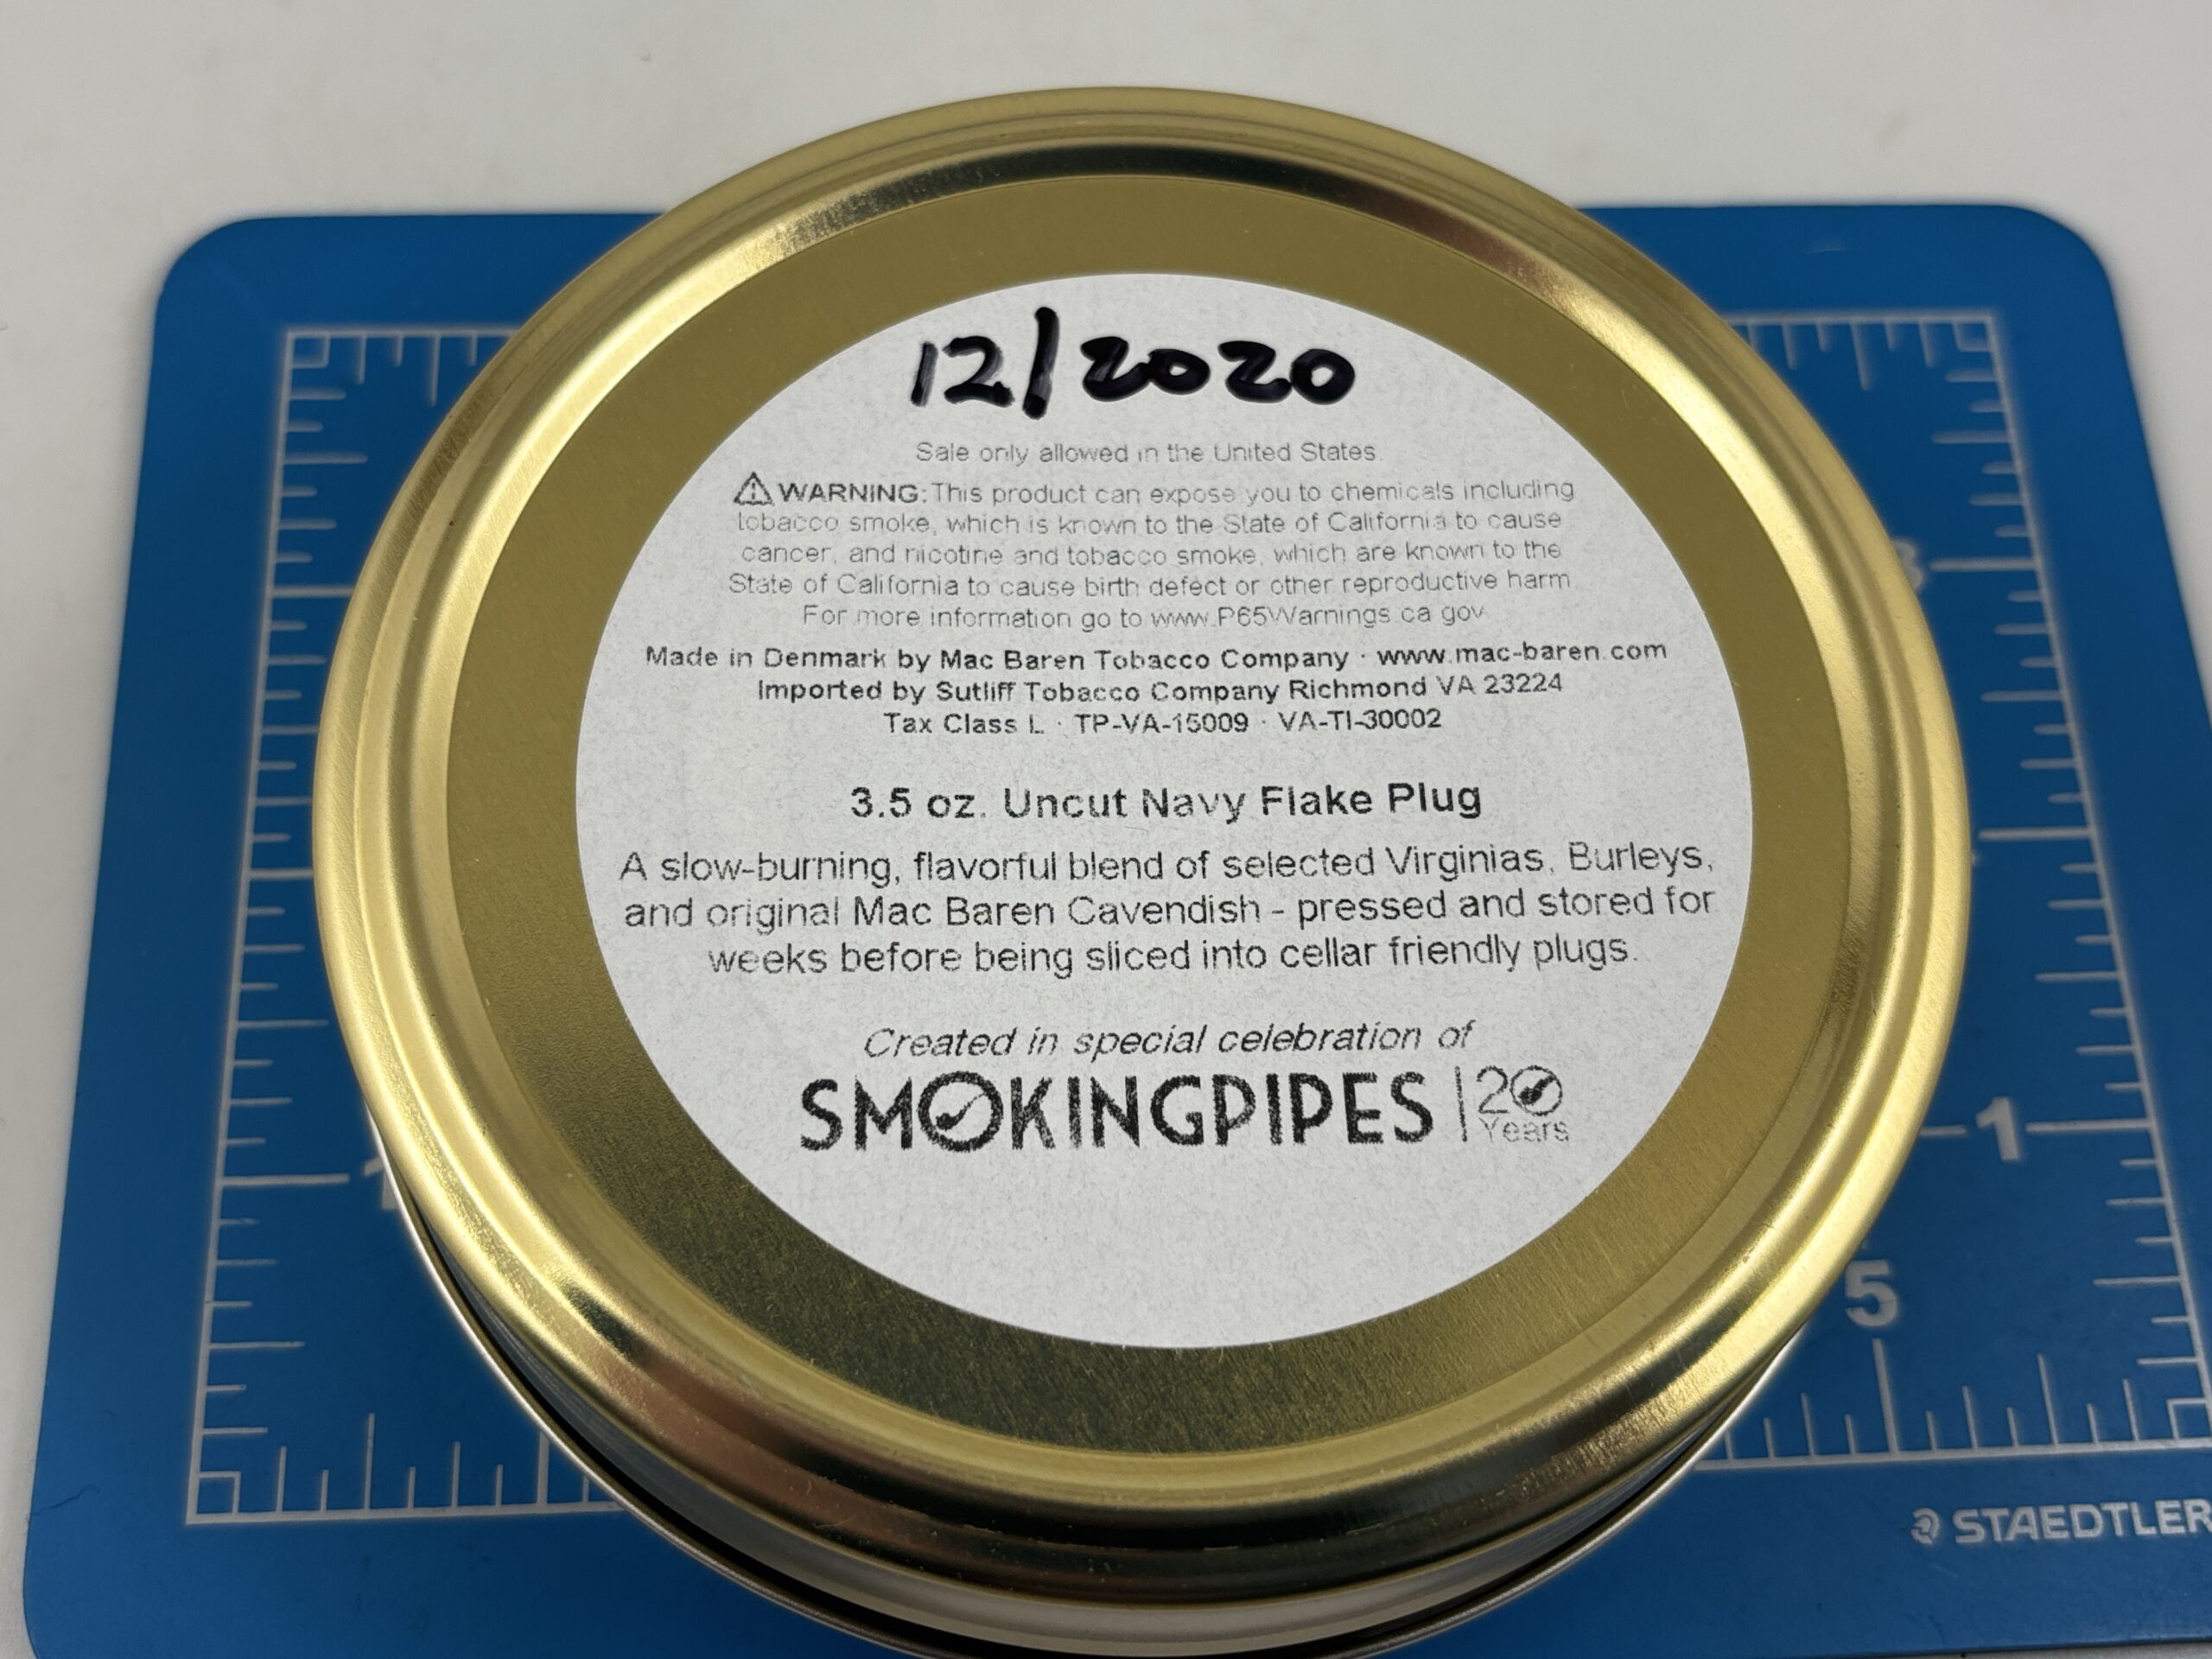 12/2020
Sale only allowed in the United States.
WARNING: This product can expose you to chemicals including
tobacco smoke, which is known to the State of California to cause
cancer, and nicotine and tobacco smoke, which are known to the
State of California to cause birth defect or other reproductive harm
For more information go to www.P65Warnings.ca.gov
Made in Denmark by Mac Baren Tobacco Company · www.mac-baren.com
Imported by Sutliff Tobacco Company Richmond VA 23224
Tax Class L · TP-VA-15009 · VA-TI-30002
3.5 oz. Uncut Navy Flake Plug
A slow-burning, flavorful blend of selected Virginias, Burleys,
and original Mac Baren Cavendish - pressed and stored for
weeks before being sliced into cellar friendly plugs.
Created in special celebration of
SMOKINGPIPES | 20
Years
1
5
STAEDTLER